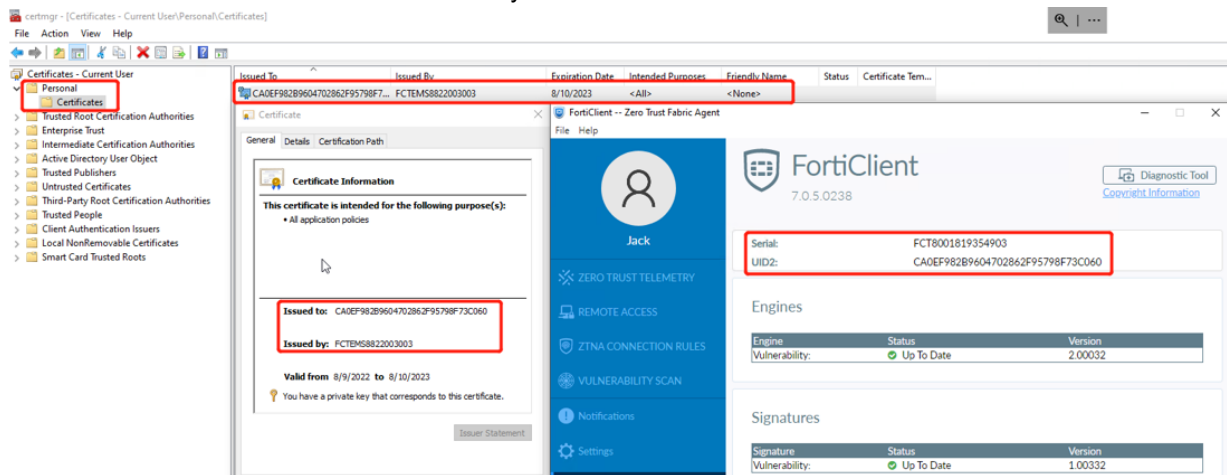 certmgr - [Certificates - Current User\Personal\Certificates]
File Action View Help
Certificates - Current User
Personal
Certificates
Trusted Root Certification Authorities
Enterprise Trust
Intermediate Certification Authorities
Active Directory User Object
Trusted Publishers
Untrusted Certificates
Third-Party Root Certification Authorities
Trusted People
Client Authentication Issuers
Local NonRemovable Certificates
Smart Card Trusted Roots
Issued To Issued By Expiration Date Intended Purposes Friendly Name Status Certificate Tem...
CA0EF982B9604702862F95798F7... FCTEMS8822003003 8/10/2023 <All> <None>
Certificate
General Details Certification Path
Certificate Information
This certificate is intended for the following purpose(s):
• All application policies
Issued to: CA0EF982B9604702862F95798F73C060
Issued by: FCTEMS8822003003
Valid from 8/9/2022 to 8/10/2023
You have a private key that corresponds to this certificate.
Issuer Statement
FortiClient -- Zero Trust Fabric Agent
File Help
Jack
ZERO TRUST TELEMETRY
REMOTE ACCESS
ZTNA CONNECTION RULES
VULNERABILITY SCAN
Notifications
Settings
FortiClient
7.0.5.0238
Diagnostic Tool
Copyright Information
Serial: FCT8001819354903
UID2: CA0EF982B9604702862F95798F73C060
Engines
Engine Status Version
Vulnerability: Up To Date 2.00032
Signatures
Signature Status Version
Vulnerability: Up To Date 1.00332